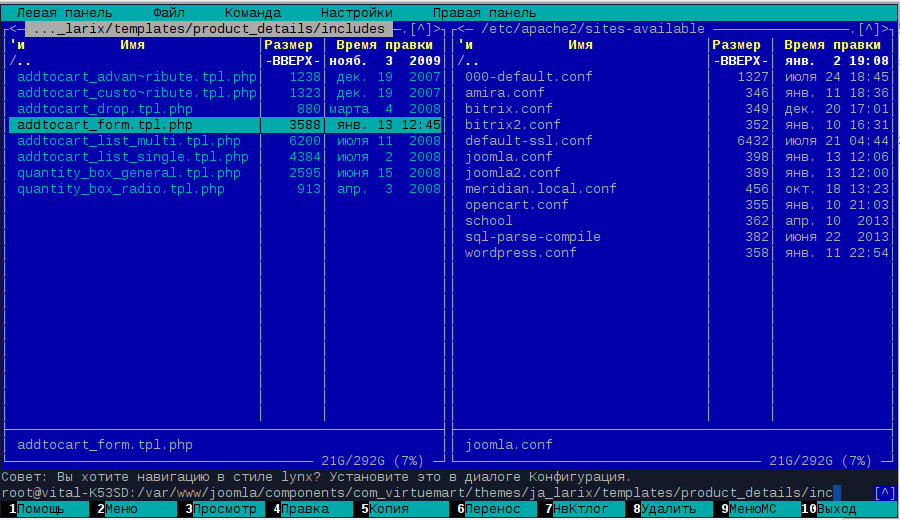 Левая панель Файл Команда Настройки Правая панель
<— ..._larix/templates/product_details/includes —.[^]> <— /etc/apache2/sites-available —.[^]>
'и Имя Размер Время правки 'и Имя Размер Время правки
/.. -ВВЕРХ- нояб. 3 2009 /.. -ВВЕРХ- янв. 2 19:08
addtocart_advan~ribute.tpl.php 1238 дек. 19 2007 000-default.conf 1327 июля 24 18:45
addtocart_custo~ribute.tpl.php 1323 дек. 19 2007 amira.conf 346 янв. 11 18:36
addtocart_drop.tpl.php 880 марта 4 2008 bitrix.conf 349 дек. 20 17:01
addtocart_form.tpl.php 3588 янв. 13 12:45 bitrix2.conf 352 янв. 10 16:31
addtocart_list_multi.tpl.php 6200 июля 11 2008 default-ssl.conf 6432 июля 21 04:44
addtocart_list_single.tpl.php 4384 июля 2 2008 joomla.conf 398 янв. 13 12:06
quantity_box_general.tpl.php 2595 июня 15 2008 joomla2.conf 389 янв. 13 12:00
quantity_box_radio.tpl.php 913 апр. 3 2008 meridian.local.conf 456 окт. 18 13:23
opencart.conf 355 янв. 10 21:03
school 362 апр. 10 2013
sql-parse-compile 382 июня 22 2013
wordpress.conf 358 янв. 11 22:54
addtocart_form.tpl.php joomla.conf
21G/292G (7%) 21G/292G (7%)
Совет: Вы хотите навигацию в стиле lynx? Установите это в диалоге Конфигурация.
root@vital-K53SD:/var/www/joomla/components/com_virtuemart/themes/ja_larix/templates/product_details/inc [^]
1Помощь 2Меню 3Просмотр 4Правка 5Копия 6Перенос 7НвКтлог 8Удалить 9МенюМС 10Выход